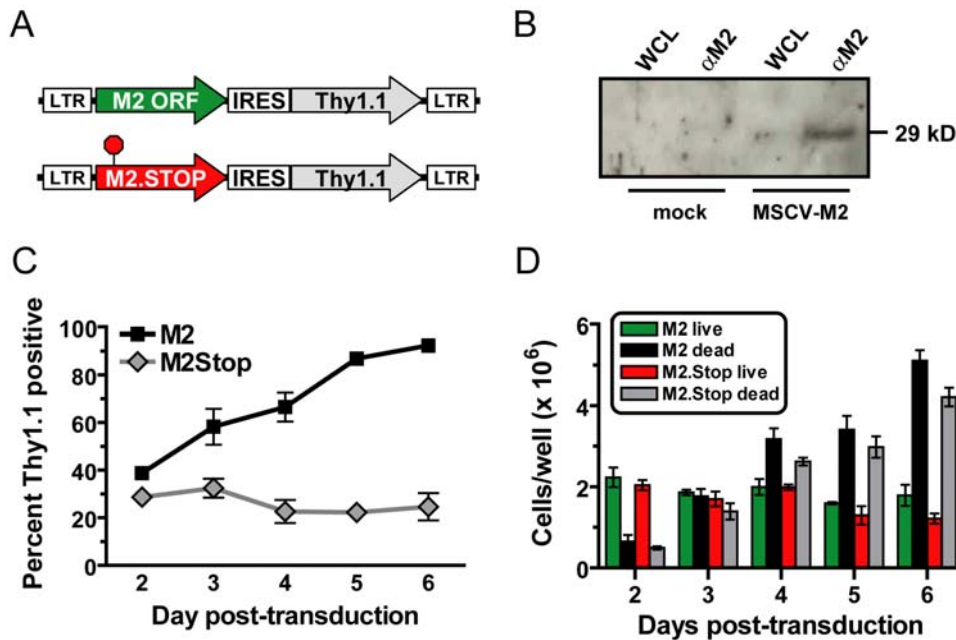 A
LTR M2 ORF IRES Thy1.1 LTR
LTR M2.STOP IRES Thy1.1 LTR
B
WCL αM2 WCL αM2
29 kD
mock MSCV-M2
C
Percent Thy1.1 positive
100
80
60
40
20
0
M2
M2Stop
2 3 4 5 6
Day post-transduction
D
Cells/well (x 10⁶)
6
4
2
0
M2 live
M2 dead
M2.Stop live
M2.Stop dead
2 3 4 5 6
Days post-transduction